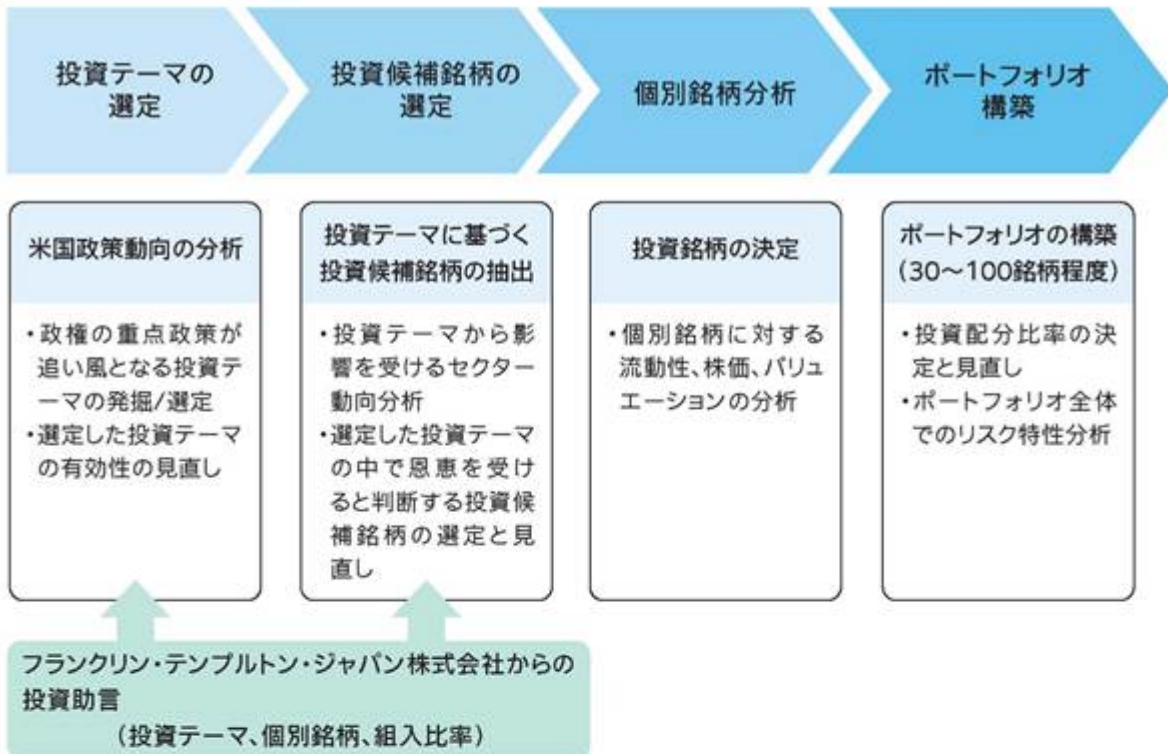 投資テーマの
選定
投資候補銘柄の
選定
個別銘柄分析
ポートフォリオ
構築
米国政策動向の分析
・政権の重点政策が
追い風となる投資テ
ーマの発掘/選定
・選定した投資テーマ
の有効性の見直し
投資テーマに基づく
投資候補銘柄の抽出
・投資テーマから影
響を受けるセクター
動向分析
・選定した投資テーマ
の中で恩恵を受け
ると判断する投資候
補銘柄の選定と見
直し
投資銘柄の決定
・個別銘柄に対する
流動性、株価、バリュ
エーションの分析
ポートフォリオの構築
(30〜100銘柄程度)
・投資配分比率の決
定と見直し
・ポートフォリオ全体
でのリスク特性分析
フランクリン・テンプルトン・ジャパン株式会社からの
投資助言
(投資テーマ、個別銘柄、組入比率)